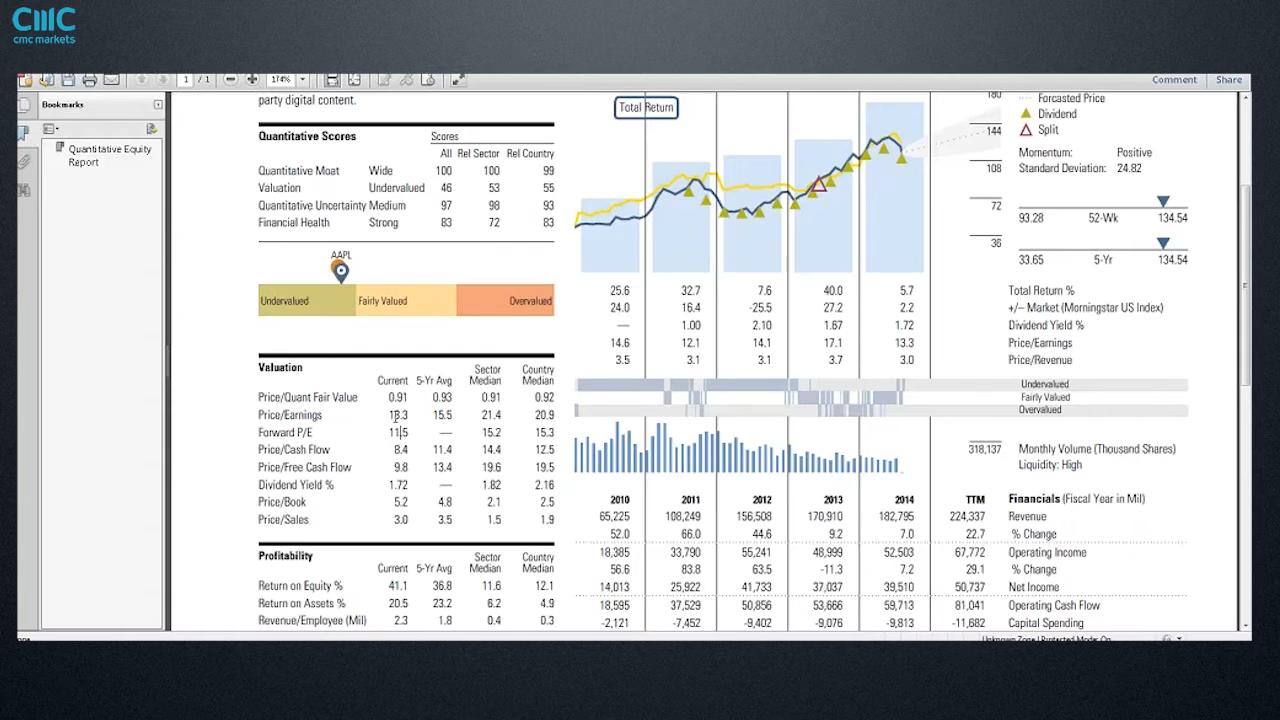 CMC
cmc markets
1 / 1
174%
Comment
Share
Bookmarks
Quantitative Equity
Report
party digital content.
Quantitative Scores
Scores
All Rel Sector Rel Country
Quantitative Moat Wide 100 100 99
Valuation Undervalued 46 53 55
Quantitative Uncertainty Medium 97 98 93
Financial Health Strong 83 72 83
AAPL
Undervalued Fairly Valued Overvalued
Valuation
Current 5-Yr Avg Sector Median Country Median
Price/Quant Fair Value 0.91 0.93 0.91 0.92
Price/Earnings 13.3 15.5 21.4 20.9
Forward P/E 11.5 — 15.2 15.3
Price/Cash Flow 8.4 11.4 14.4 12.5
Price/Free Cash Flow 9.8 13.4 19.6 19.5
Dividend Yield % 1.72 — 1.82 2.16
Price/Book 5.2 4.8 2.1 2.5
Price/Sales 3.0 3.5 1.5 1.9
Profitability
Current 5-Yr Avg Sector Median Country Median
Return on Equity % 41.1 36.8 11.6 12.1
Return on Assets % 20.5 23.2 6.2 4.9
Revenue/Employee (Mil) 2.3 1.8 0.4 0.3
Total Return
180
144
108
72
36
Forcasted Price
Dividend
Split
Momentum: Positive
Standard Deviation: 24.82
93.28 52-Wk 134.54
33.65 5-Yr 134.54
25.6 32.7 7.6 40.0 5.7 Total Return %
24.0 16.4 -25.5 27.2 2.2 +/– Market (Morningstar US Index)
— 1.00 2.10 1.67 1.72 Dividend Yield %
14.6 12.1 14.1 17.1 13.3 Price/Earnings
3.5 3.1 3.1 3.7 3.0 Price/Revenue
Undervalued
Fairly Valued
Overvalued
318,137 Monthly Volume (Thousand Shares)
Liquidity: High
2010 2011 2012 2013 2014 TTM Financials (Fiscal Year in Mil)
65,225 108,249 156,508 170,910 182,795 224,337 Revenue
52.0 66.0 44.6 9.2 7.0 22.7 % Change
18,385 33,790 55,241 48,999 52,503 67,772 Operating Income
56.6 83.8 63.5 -11.3 7.2 29.1 % Change
14,013 25,922 41,733 37,037 39,510 50,737 Net Income
18,595 37,529 50,856 53,666 59,713 81,041 Operating Cash Flow
-2,121 -7,452 -9,402 -9,076 -9,813 -11,682 Capital Spending
Unknown Zone | Protected Mode: On